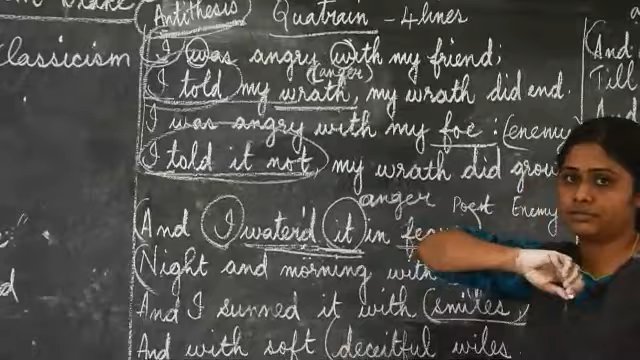 Antithesis Quatrain - 4 lines
Classicism
I was angry with my friend;
(anger)
I told my wrath, my wrath did end.
I was angry with my foe: (enemy
I told it not, my wrath did grow
anger Poet Enemy
And I water'd it in
Night and morning with
And I sunned it with (smiles,
And with soft (deceitful wiles.
And
Till